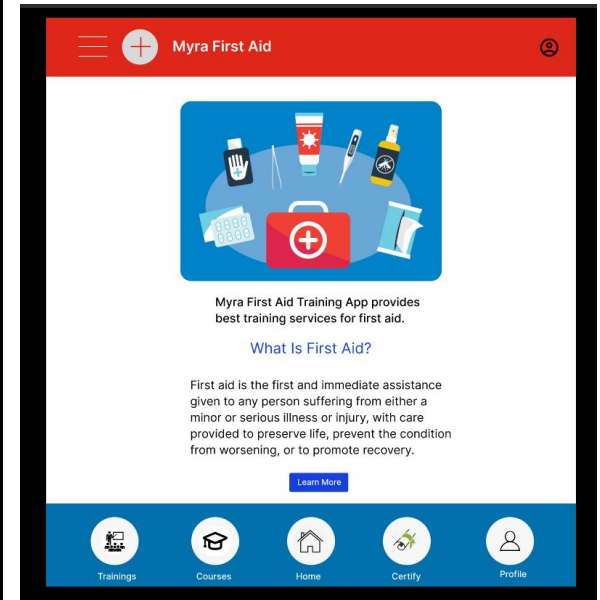 Myra First Aid
Myra First Aid Training App provides
best training services for first aid.
What Is First Aid?
First aid is the first and immediate assistance
given to any person suffering from either a
minor or serious illness or injury, with care
provided to preserve life, prevent the condition
from worsening, or to promote recovery.
Learn More
Trainings
Courses
Home
Certify
Profile